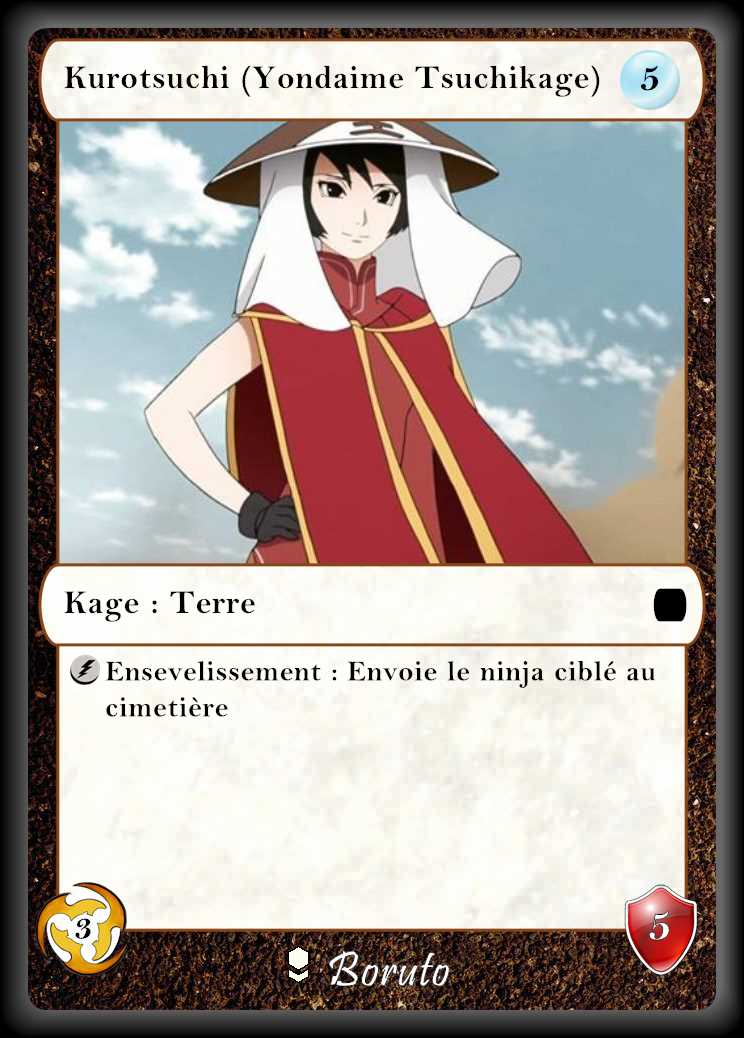 Kurotsuchi (Yondaime Tsuchikage) 5
Kage : Terre
Ensevelissement : Envoie le ninja ciblé au
cimetière
3
5
Boruto